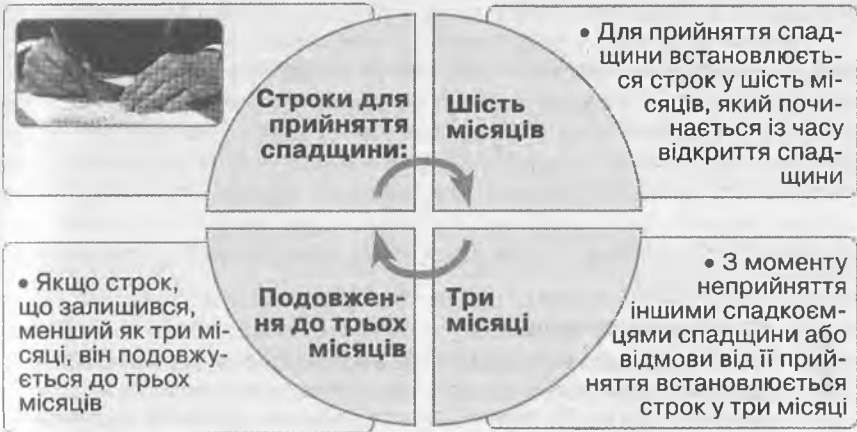 Строки для
прийняття
спадщини:
Шість
місяців
• Для прийняття спад-
щини встановлюєть-
ся строк у шість мі-
сяців, який почи-
нається із часу
відкриття спад-
щини
Три
місяці
• З моменту
неприйняття
іншими спадкоєм-
цями спадщини або
відмови від її прий-
няття встановлюється
строк у три місяці
Подовжен-
ня до трьох
місяців
• Якщо строк,
що залишився,
менший як три мі-
сяці, він подовжу-
ється до трьох
місяців